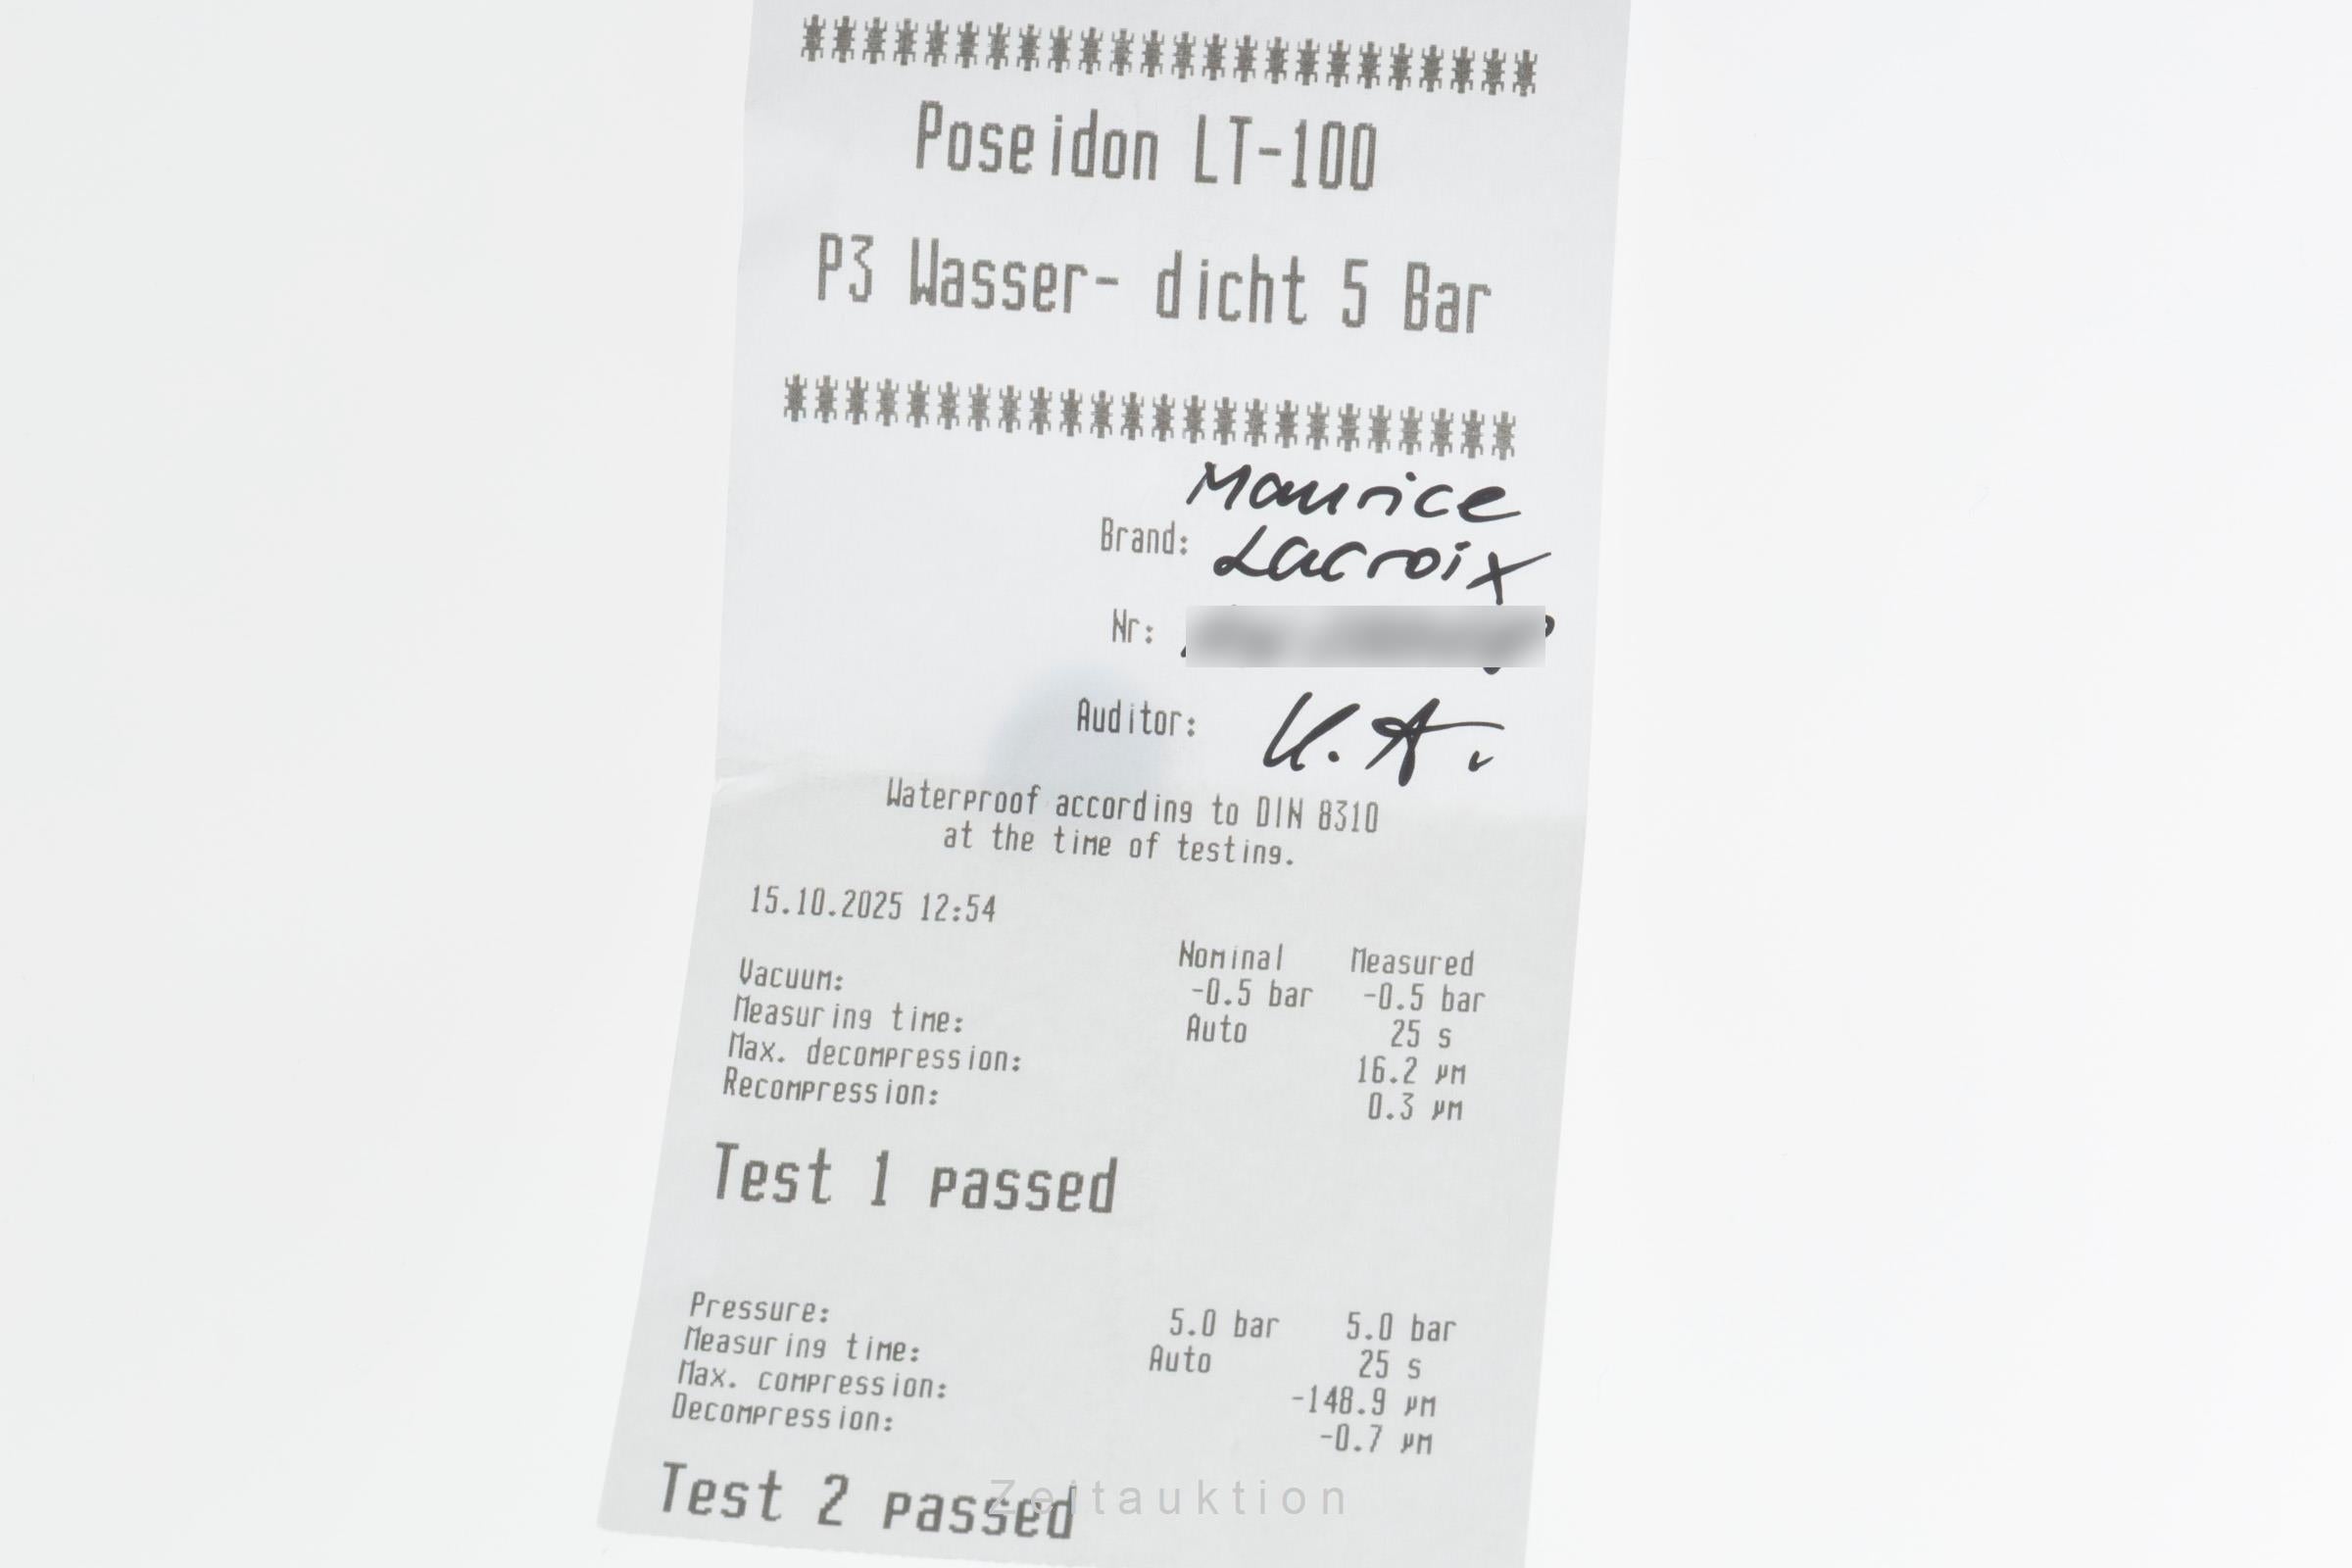 ************************
Poseidon LT-100
P3 Wasser- dicht 5 Bar
************************
Maurice
Brand: Lacroix
Nr:
Auditor: K. A.
Waterproof according to DIN 8310
at the time of testing.
15.10.2025 12:54
Nominal Measured
Vacuum: -0.5 bar -0.5 bar
Measuring time: Auto 25 s
Max. decompression: 16.2 µm
Recompression: 0.3 µm
Test 1 passed
Pressure: 5.0 bar 5.0 bar
Measuring time: Auto 25 s
Max. compression: -148.9 µm
Decompression: -0.7 µm
Test 2 passed
Zeitauktion